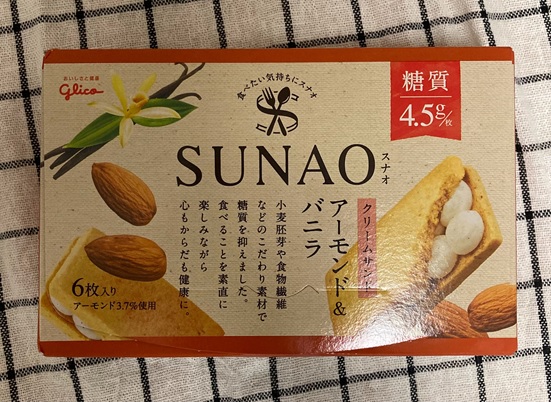 おいしさと健康
glico
食べたい気持ちにスナオ
糖質
4.5g/枚
SUNAO
スナオ
クリームサンド
アーモンド&
バニラ
小麦胚芽や食物繊維
などのこだわり素材で
糖質を抑えました。
食べることを素直に
楽しみながら
心もからだも健康に。
6枚入り
アーモンド3.7%使用